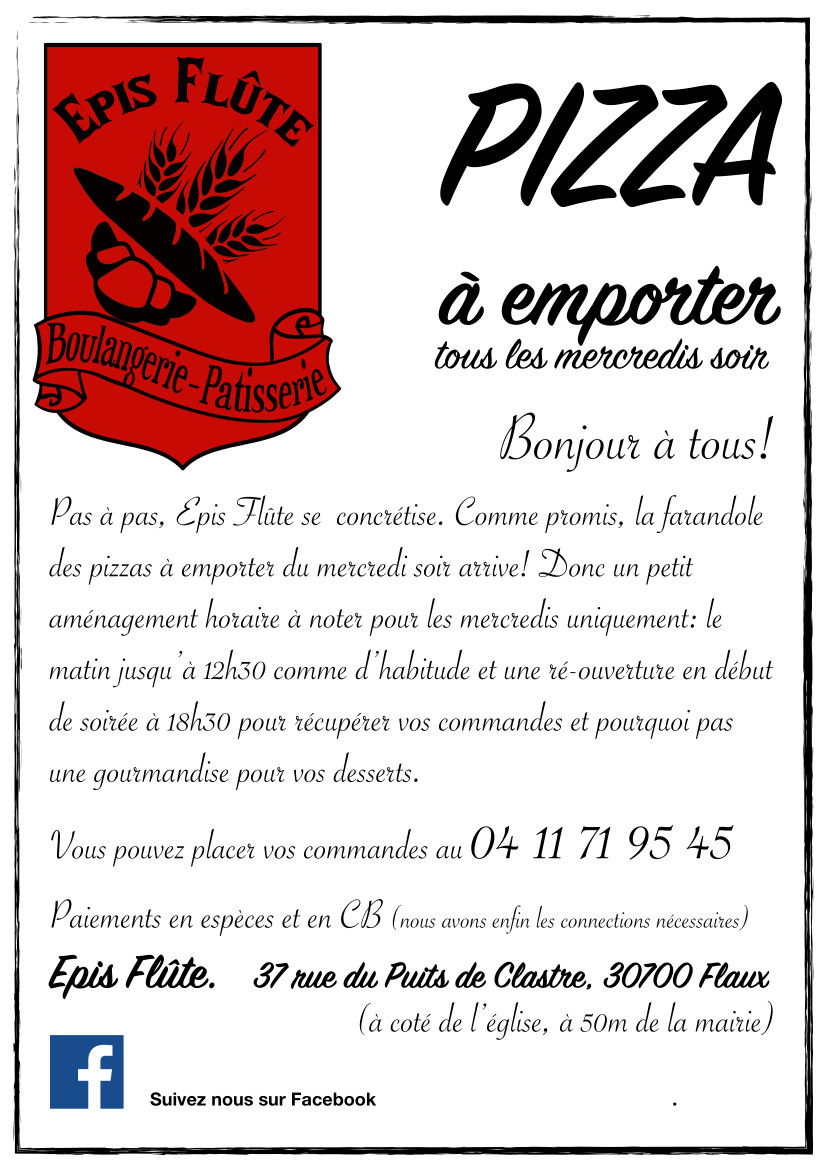 Epis Flûte
Boulangerie-Patisserie
PIZZA
à emporter
tous les mercredis soir
Bonjour à tous!
Pas à pas, Epis Flûte se concrétise. Comme promis, la farandole
des pizzas à emporter du mercredi soir arrive! Donc un petit
aménagement horaire à noter pour les mercredis uniquement: le
matin jusqu'à 12h30 comme d'habitude et une ré-ouverture en début
de soirée à 18h30 pour récupérer vos commandes et pourquoi pas
une gourmandise pour vos desserts.
Vous pouvez placer vos commandes au 04 11 71 95 45
Paiements en espèces et en CB (nous avons enfin les connections nécessaires)
Epis Flûte. 37 rue du Puits de Clastre, 30700 Flaux
(à coté de l'église, à 50m de la mairie)
f
Suivez nous sur Facebook .